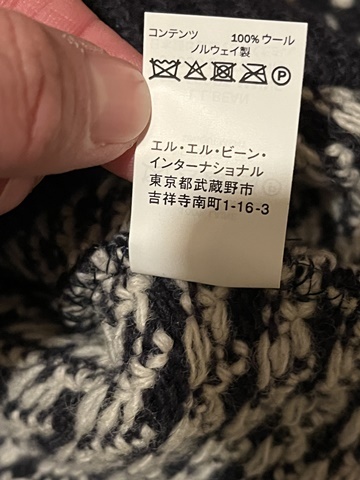 コンテンツ 100%ウール
ノルウェイ製
P
エル・エル・ビーン・
インターナショナル
東京都武蔵野市
吉祥寺南町1-16-3